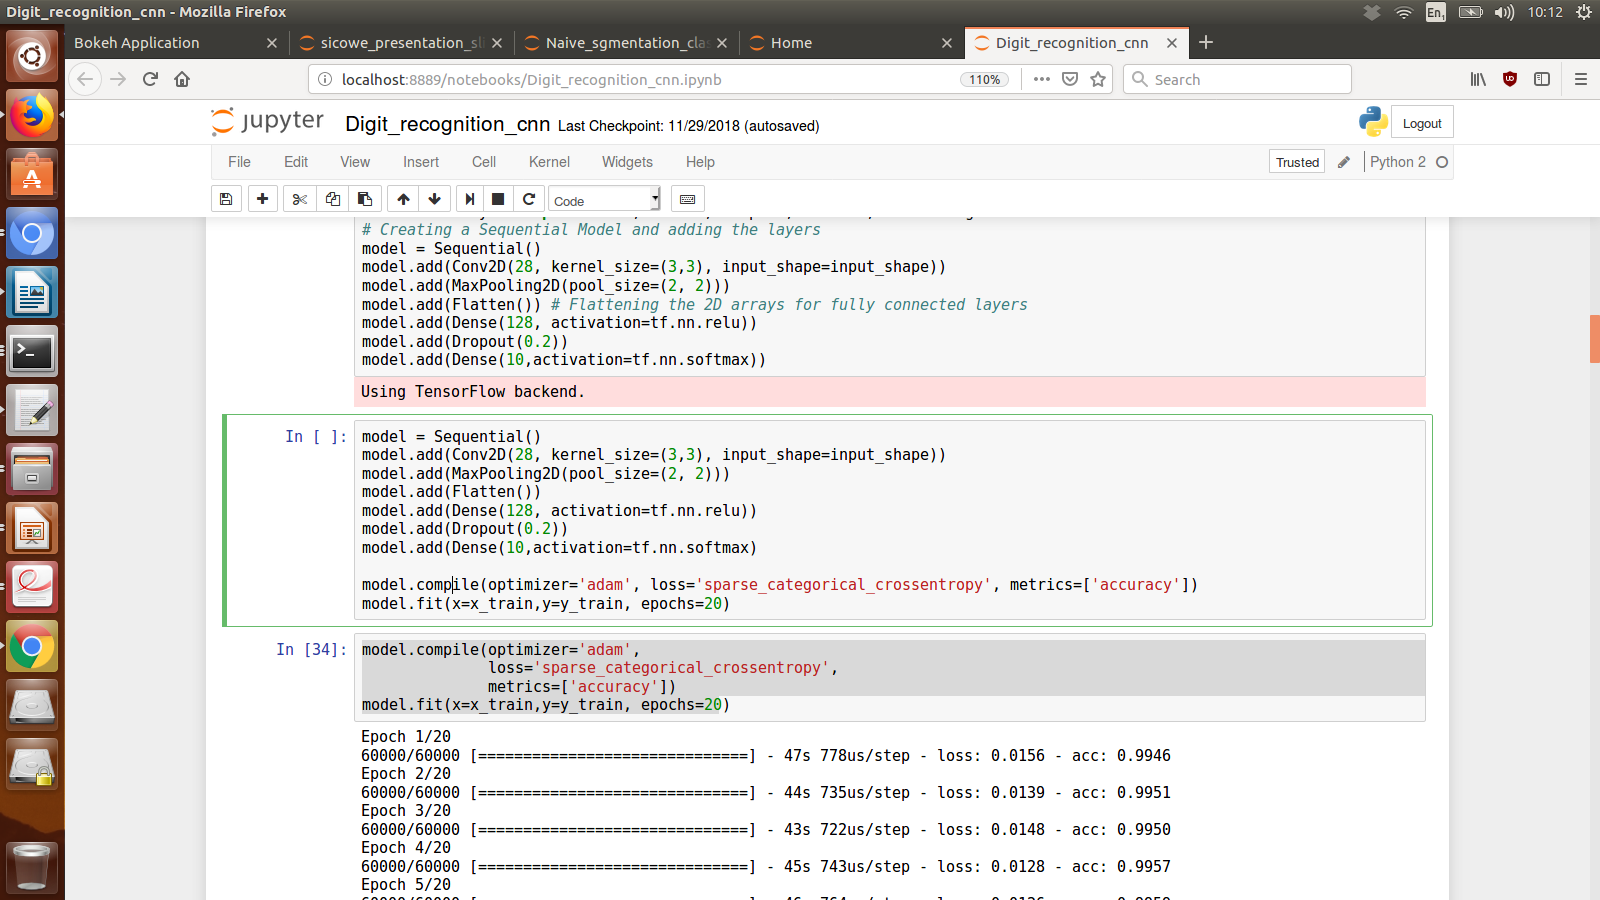 Digit_recognition_cnn - Mozilla Firefox
En1
10:12
Bokeh Application
sicowe_presentation_sl
Naive_sgmentation_cla
Home
Digit_recognition_cnn
localhost:8889/notebooks/Digit_recognition_cnn.ipynb
110%
Search
jupyter
Digit_recognition_cnn
Last Checkpoint: 11/29/2018 (autosaved)
Logout
File
Edit
View
Insert
Cell
Kernel
Widgets
Help
Trusted
Python 2
Code
# Creating a Sequential Model and adding the layers
model = Sequential()
model.add(Conv2D(28, kernel_size=(3,3), input_shape=input_shape))
model.add(MaxPooling2D(pool_size=(2, 2)))
model.add(Flatten()) # Flattening the 2D arrays for fully connected layers
model.add(Dense(128, activation=tf.nn.relu))
model.add(Dropout(0.2))
model.add(Dense(10,activation=tf.nn.softmax))
Using TensorFlow backend.
In [ ]:
model = Sequential()
model.add(Conv2D(28, kernel_size=(3,3), input_shape=input_shape))
model.add(MaxPooling2D(pool_size=(2, 2)))
model.add(Flatten())
model.add(Dense(128, activation=tf.nn.relu))
model.add(Dropout(0.2))
model.add(Dense(10,activation=tf.nn.softmax)
model.compile(optimizer='adam', loss='sparse_categorical_crossentropy', metrics=['accuracy'])
model.fit(x=x_train,y=y_train, epochs=20)
In [34]:
model.compile(optimizer='adam',
loss='sparse_categorical_crossentropy',
metrics=['accuracy'])
model.fit(x=x_train,y=y_train, epochs=20)
Epoch 1/20
60000/60000 [==============================] - 47s 778us/step - loss: 0.0156 - acc: 0.9946
Epoch 2/20
60000/60000 [==============================] - 44s 735us/step - loss: 0.0139 - acc: 0.9951
Epoch 3/20
60000/60000 [==============================] - 43s 722us/step - loss: 0.0148 - acc: 0.9950
Epoch 4/20
60000/60000 [==============================] - 45s 743us/step - loss: 0.0128 - acc: 0.9957
Epoch 5/20